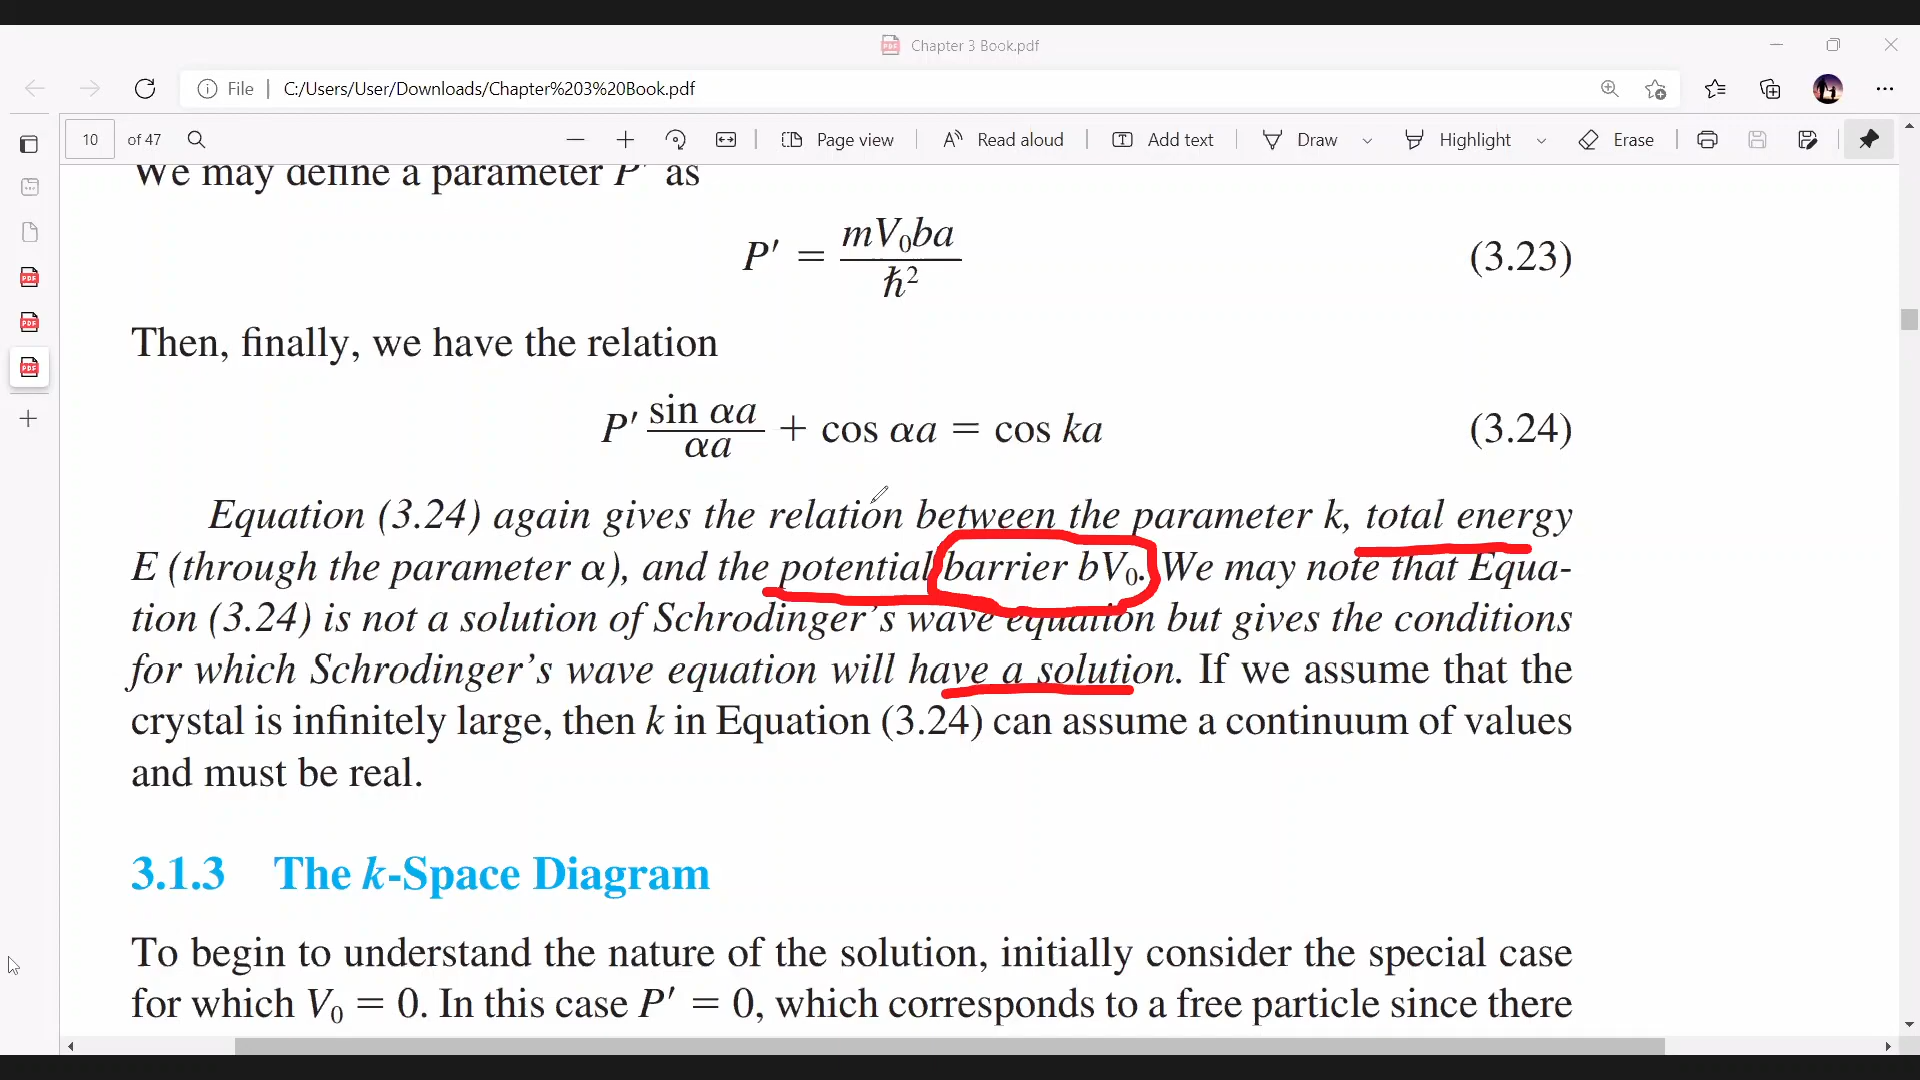 Chapter 3 Book.pdf
File | C:/Users/User/Downloads/Chapter%203%20Book.pdf
10 of 47 Page view A Read aloud T Add text Draw Highlight Erase
We may define a parameter P′ as
P′ = mV₀ba / ħ² (3.23)
Then, finally, we have the relation
P′ sin αa / αa + cos αa = cos ka (3.24)
Equation (3.24) again gives the relation between the parameter k, total energy
E (through the parameter α), and the potential barrier bV₀. We may note that Equa-
tion (3.24) is not a solution of Schrodinger's wave equation but gives the conditions
for which Schrodinger's wave equation will have a solution. If we assume that the
crystal is infinitely large, then k in Equation (3.24) can assume a continuum of values
and must be real.
3.1.3 The k-Space Diagram
To begin to understand the nature of the solution, initially consider the special case
for which V₀ = 0. In this case P′ = 0, which corresponds to a free particle since there